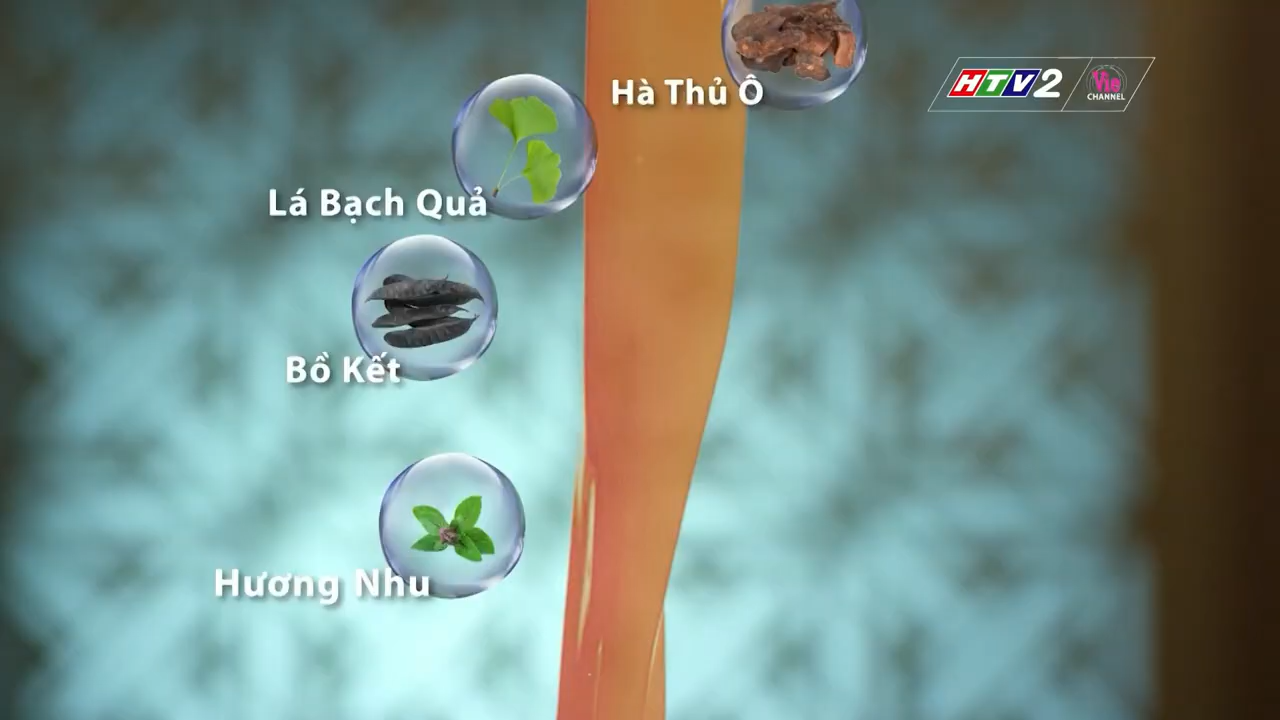 Hà Thủ Ô
HTV2
Vie
CHANNEL
Lá Bạch Quả
Bồ Kết
Hương Nhu